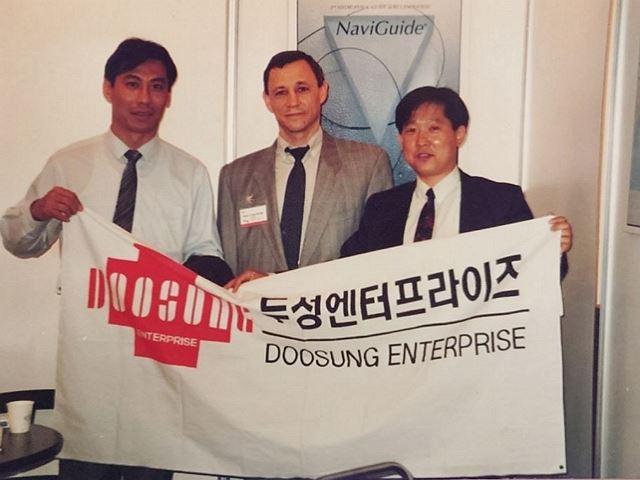 NaviGuide
DOOSUNG
ENTERPRISE
두성엔터프라이즈
DOOSUNG ENTERPRISE